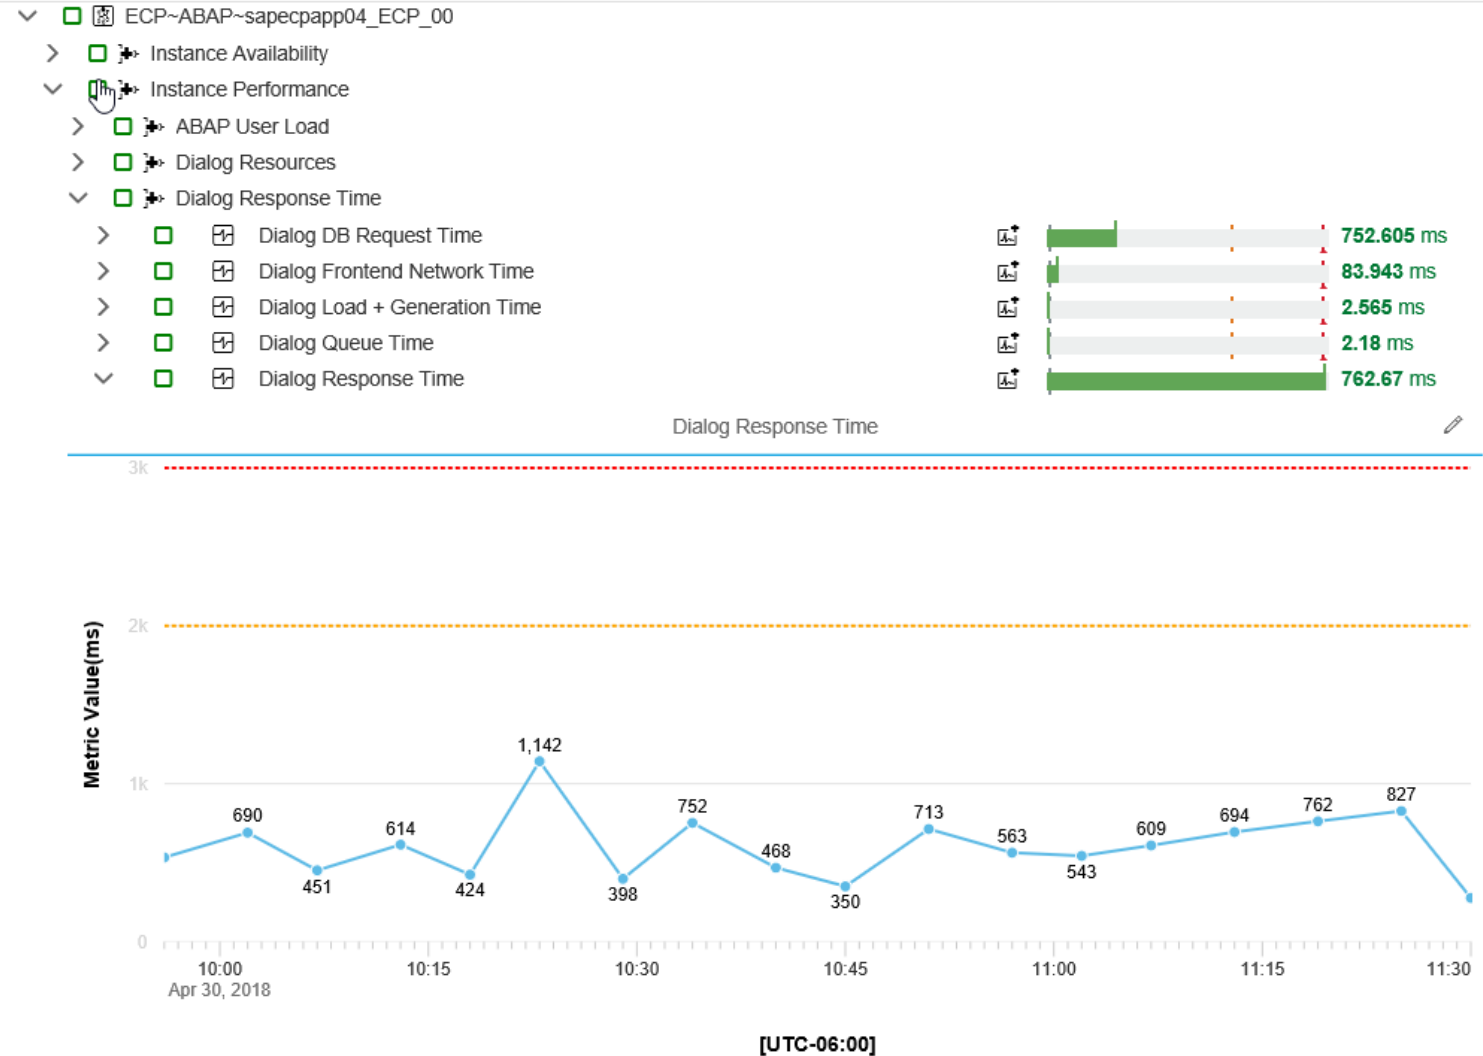 ECP~ABAP~sapecpapp04_ECP_00
Instance Availability
Instance Performance
ABAP User Load
Dialog Resources
Dialog Response Time
Dialog DB Request Time 752.605 ms
Dialog Frontend Network Time 83.943 ms
Dialog Load + Generation Time 2.565 ms
Dialog Queue Time 2.18 ms
Dialog Response Time 762.67 ms
Dialog Response Time
3k
2k
Metric Value(ms)
1k
0
690
451
614
424
1,142
398
752
468
350
713
563
543
609
694
762
827
10:00 10:15 10:30 10:45 11:00 11:15 11:30
Apr 30, 2018
[UTC-06:00]